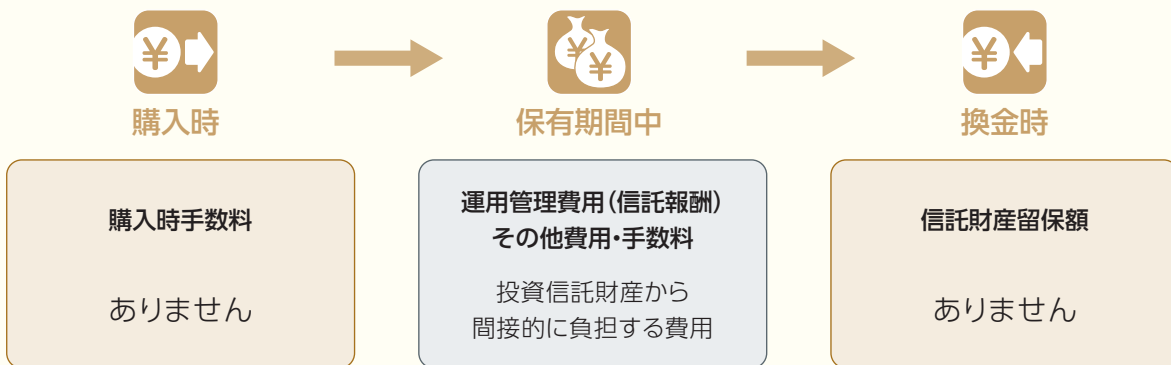 ¥
購入時
購入時手数料
ありません
¥
¥
保有期間中
運用管理費用(信託報酬)
その他費用・手数料
投資信託財産から
間接的に負担する費用
¥
換金時
信託財産留保額
ありません